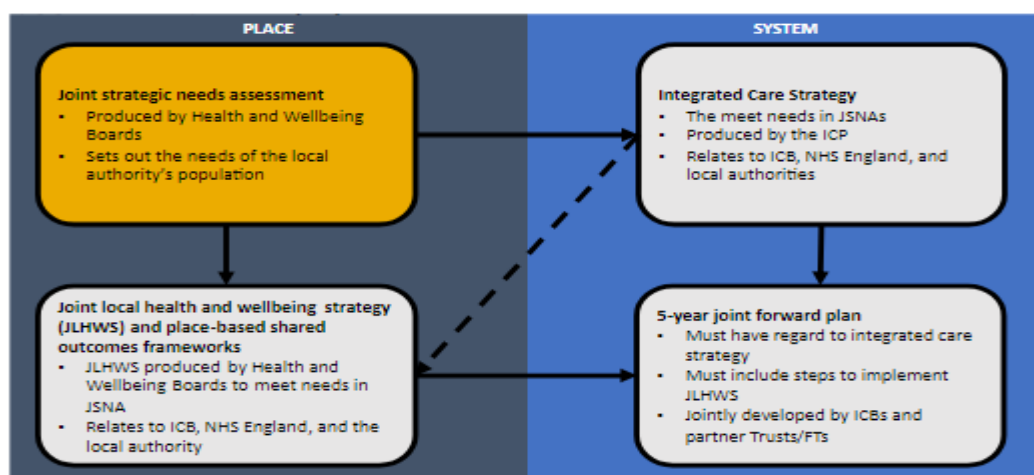 PLACE
SYSTEM
Joint strategic needs assessment
• Produced by Health and Wellbeing
Boards
• Sets out the needs of the local
authority's population
Integrated Care Strategy
• The meet needs in JSNAs
• Produced by the ICP
• Relates to ICB, NHS England, and
local authorities
Joint local health and wellbeing strategy
(JLHWS) and place-based shared
outcomes frameworks
• JLHWS produced by Health and
Wellbeing Boards to meet needs in
JSNA
• Relates to ICB, NHS England, and the
local authority
5-year joint forward plan
• Must have regard to integrated care
strategy
• Must include steps to implement
JLHWS
• Jointly developed by ICBs and
partner Trusts/FTs